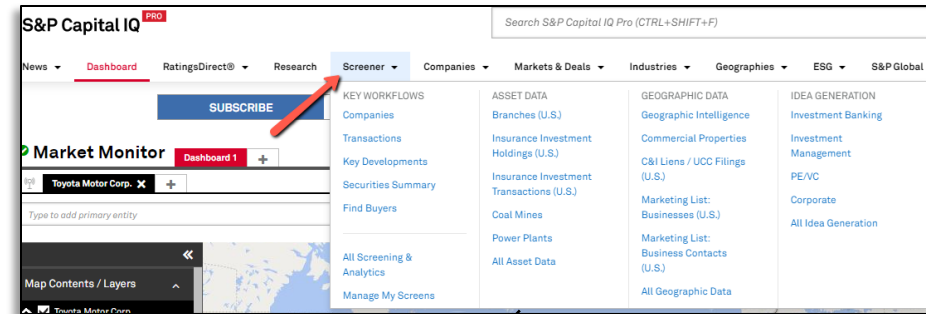 S&P Capital IQ PRO
Search S&P Capital IQ Pro (CTRL+SHIFT+F)
News Dashboard RatingsDirect® Research Screener Companies Markets & Deals Industries Geographies ESG S&P Global
SUBSCRIBE
Market Monitor Dashboard 1 +
Toyota Motor Corp. X +
Type to add primary entity
Map Contents / Layers
Toyota Motor Corp
KEY WORKFLOWS
Companies
Transactions
Key Developments
Securities Summary
Find Buyers
All Screening &
Analytics
Manage My Screens
ASSET DATA
Branches (U.S.)
Insurance Investment
Holdings (U.S.)
Insurance Investment
Transactions (U.S.)
Coal Mines
Power Plants
All Asset Data
GEOGRAPHIC DATA
Geographic Intelligence
Commercial Properties
C&I Liens / UCC Filings
(U.S.)
Marketing List:
Businesses (U.S.)
Marketing List:
Business Contacts
(U.S.)
All Geographic Data
IDEA GENERATION
Investment Banking
Investment
Management
PE/VC
Corporate
All Idea Generation